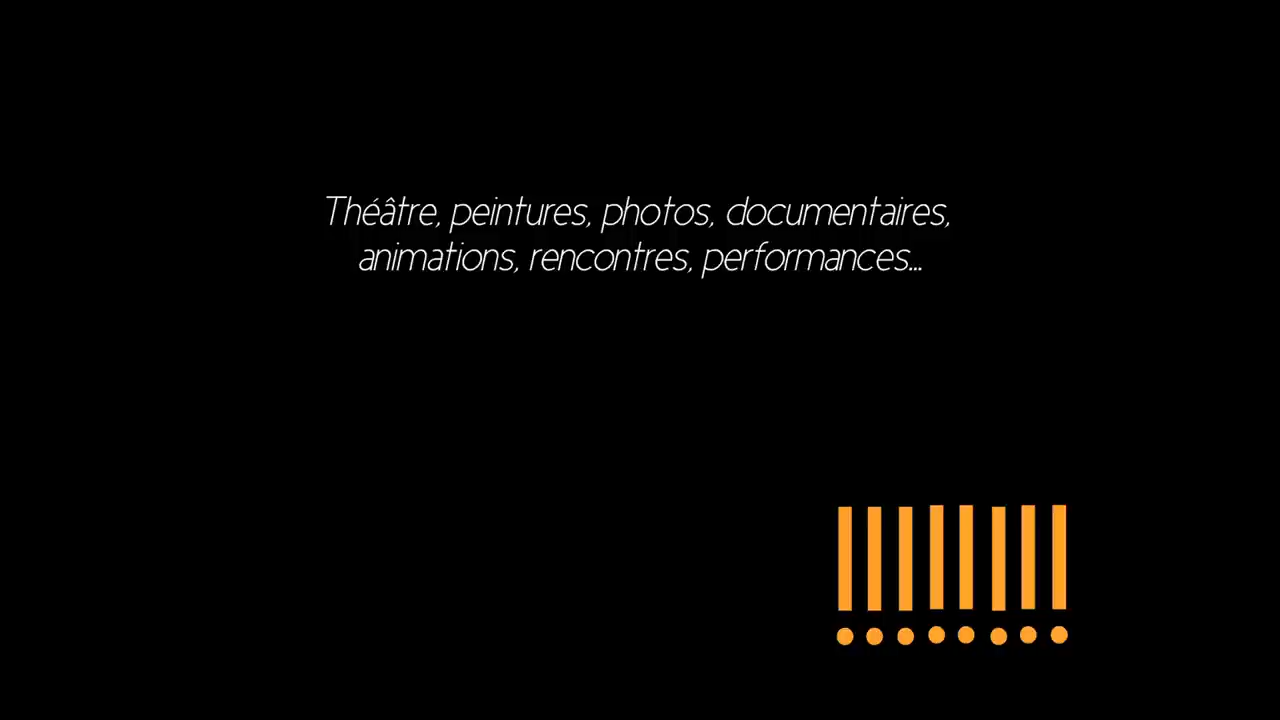 Théâtre, peintures, photos, documentaires,
animations, rencontres, performances...
!!!!!!!!